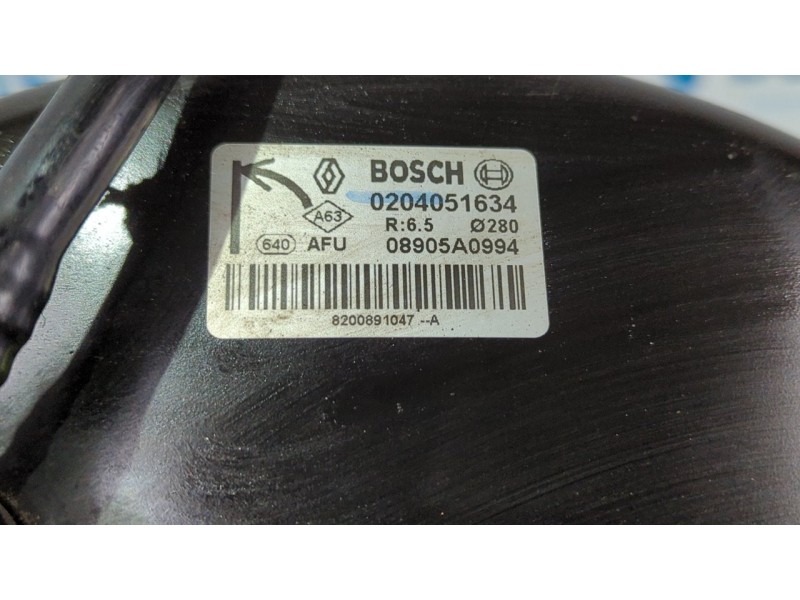 BOSCH
0204051634
A63
R:6.5 Ø280
640 AFU 08905A0994
8200891047 --A